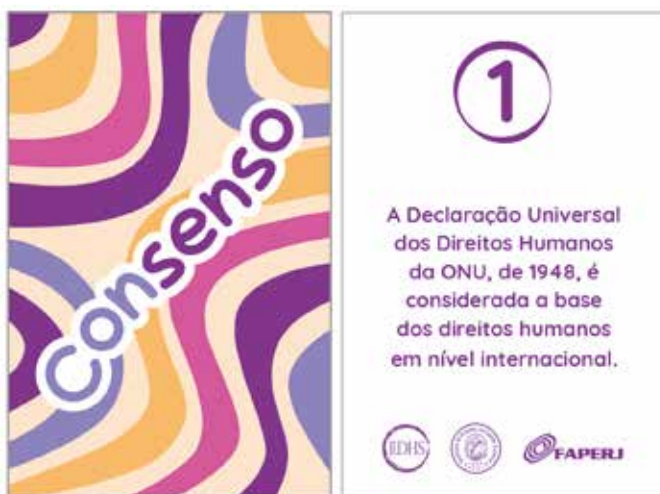 Consenso
1
A Declaração Universal
dos Direitos Humanos
da ONU, de 1948, é
considerada a base
dos direitos humanos
em nível internacional.
FAPERJ